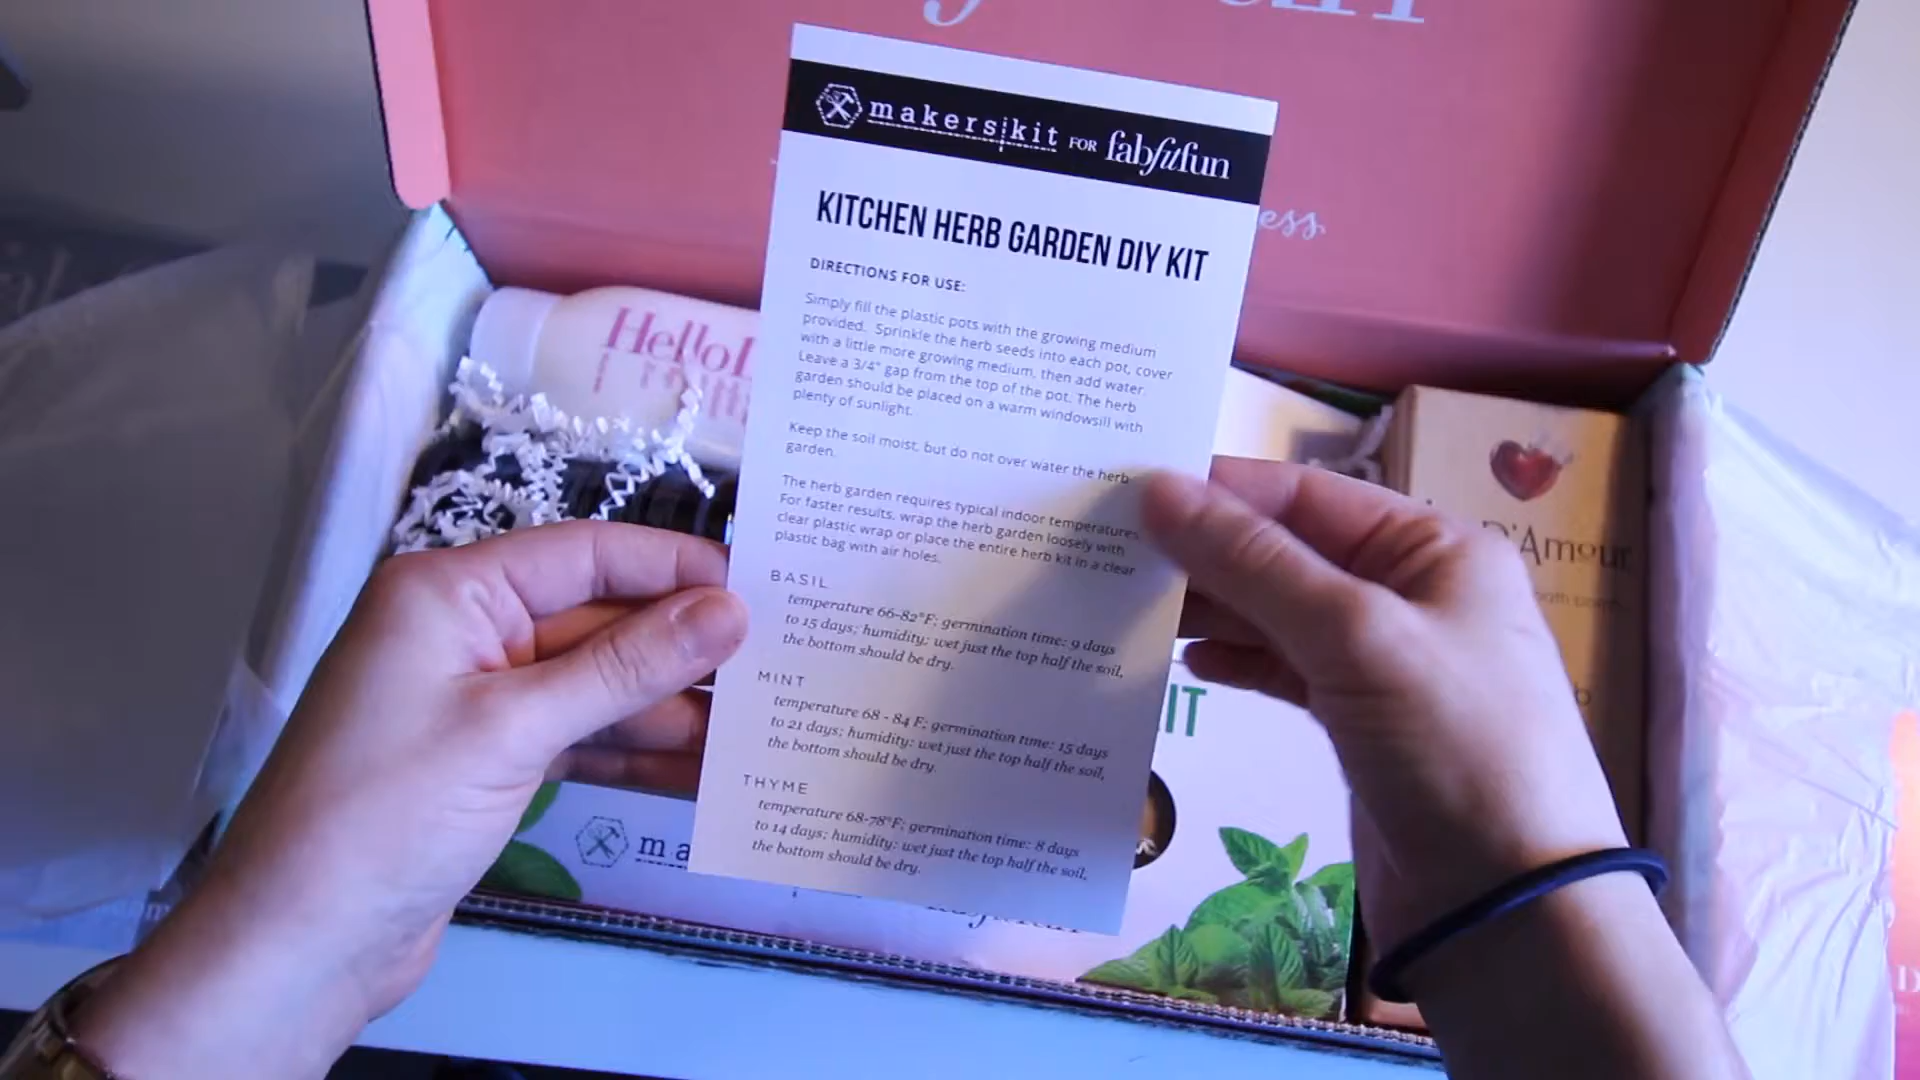 makers|kit FOR fabfitfun
KITCHEN HERB GARDEN DIY KIT
DIRECTIONS FOR USE:
Simply fill the plastic pots with the growing medium
provided. Sprinkle the herb seeds into each pot, cover
with a little more growing medium, then add water.
Leave a 3/4" gap from the top of the pot. The herb
garden should be placed on a warm windowsill with
plenty of sunlight.
Keep the soil moist, but do not over water the herb
garden.
The herb garden requires typical indoor temperatures.
For faster results, wrap the herb garden loosely with
clear plastic wrap or place the entire herb kit in a clear
plastic bag with air holes.
BASIL
temperature 66-82°F; germination time: 9 days
to 15 days; humidity; wet just the top half the soil,
the bottom should be dry.
MINT
temperature 68 - 84 F; germination time: 15 days
to 21 days; humidity: wet just the top half the soil,
the bottom should be dry.
THYME
temperature 68-78°F; germination time: 8 days
to 14 days; humidity: wet just the top half the soil,
the bottom should be dry.
ess.
Hello
D'Amour
IT
ma